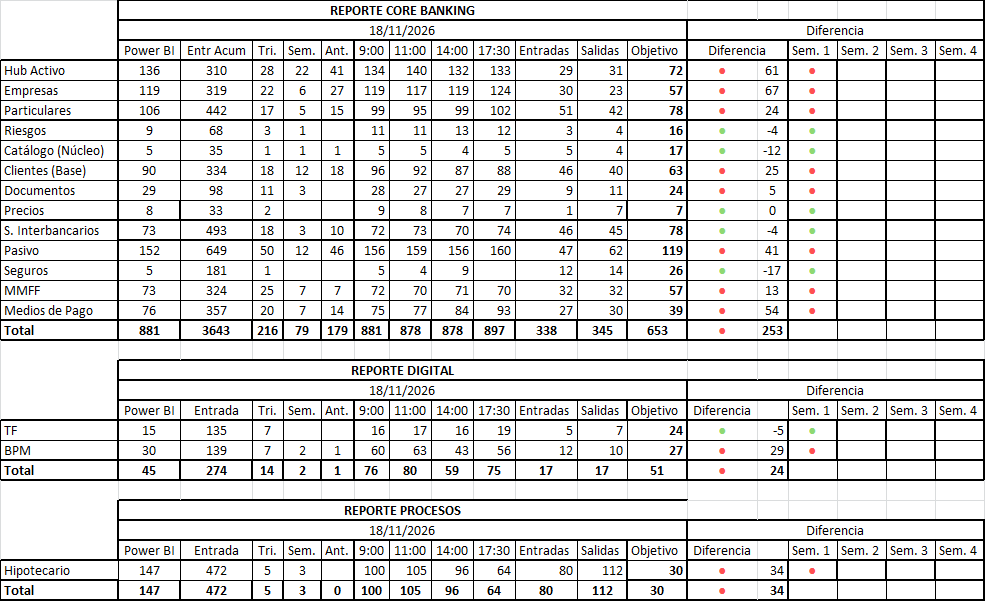 REPORTE CORE BANKING
18/11/2026 Diferencia
Power BI Entr Acum Tri. Sem. Ant. 9:00 11:00 14:00 17:30 Entradas Salidas Objetivo Diferencia Sem. 1 Sem. 2 Sem. 3 Sem. 4
Hub Activo 136 310 28 22 41 134 140 132 133 29 31 72 61
Empresas 119 319 22 6 27 119 117 119 124 30 23 57 67
Particulares 106 442 17 5 15 99 95 99 102 51 42 78 24
Riesgos 9 68 3 1 11 11 13 12 3 4 16 -4
Catálogo (Núcleo) 5 35 1 1 1 5 5 4 5 5 4 17 -12
Clientes (Base) 90 334 18 12 18 96 92 87 88 46 40 63 25
Documentos 29 98 11 3 28 27 27 29 9 11 24 5
Precios 8 33 2 9 8 7 7 1 7 7 0
S. Interbancarios 73 493 18 3 10 72 73 70 74 46 45 78 -4
Pasivo 152 649 50 12 46 156 159 156 160 47 62 119 41
Seguros 5 181 1 5 4 9 12 14 26 -17
MMFF 73 324 25 7 7 72 70 71 70 32 32 57 13
Medios de Pago 76 357 20 7 14 75 77 84 93 27 30 39 54
Total 881 3643 216 79 179 881 878 878 897 338 345 653 253
REPORTE DIGITAL
18/11/2026 Diferencia
Power BI Entrada Tri. Sem. Ant. 9:00 11:00 14:00 17:30 Entradas Salidas Objetivo Diferencia Sem. 1 Sem. 2 Sem. 3 Sem. 4
TF 15 135 7 16 17 16 19 5 7 24 -5
BPM 30 139 7 2 1 60 63 43 56 12 10 27 29
Total 45 274 14 2 1 76 80 59 75 17 17 51 24
REPORTE PROCESOS
18/11/2026 Diferencia
Power BI Entrada Tri. Sem. Ant. 9:00 11:00 14:00 17:30 Entradas Salidas Objetivo Diferencia Sem. 1 Sem. 2 Sem. 3 Sem. 4
Hipotecario 147 472 5 3 100 105 96 64 80 112 30 34
Total 147 472 5 3 0 100 105 96 64 80 112 30 34